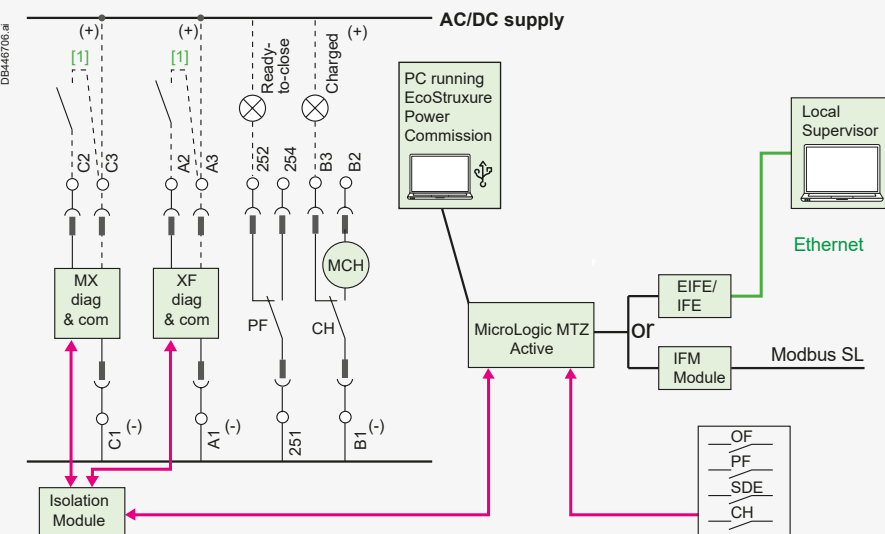 DB446706.ai
AC/DC supply
(+)
(+)
(+)
[1]
[1]
Ready-
to-close
Charged
C2
C3
A2
A3
252
254
B3
B2
PC running
EcoStruxure
Power
Commission
Local
Supervisor
Ethernet
MX
diag
& com
XF
diag
& com
PF
MCH
CH
MicroLogic MTZ
Active
or
EIFE/
IFE
IFM
Module
Modbus SL
C1
(-)
A1
(-)
251
B1
(-)
Isolation
Module
OF
PF
SDE
CH